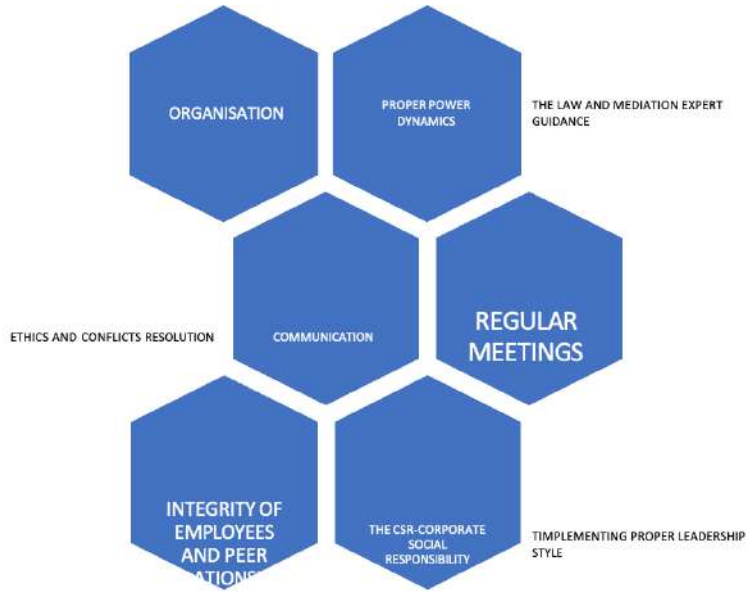 ORGANISATION
PROPER POWER
DYNAMICS
THE LAW AND MEDIATION EXPERT
GUIDANCE
ETHICS AND CONFLICTS RESOLUTION
COMMUNICATION
REGULAR
MEETINGS
INTEGRITY OF
EMPLOYEES
AND PEER
THE CSR-CORPORATE
SOCIAL
RESPONSIBILITY
TIMPLEMENTING PROPER LEADERSHIP
STYLE